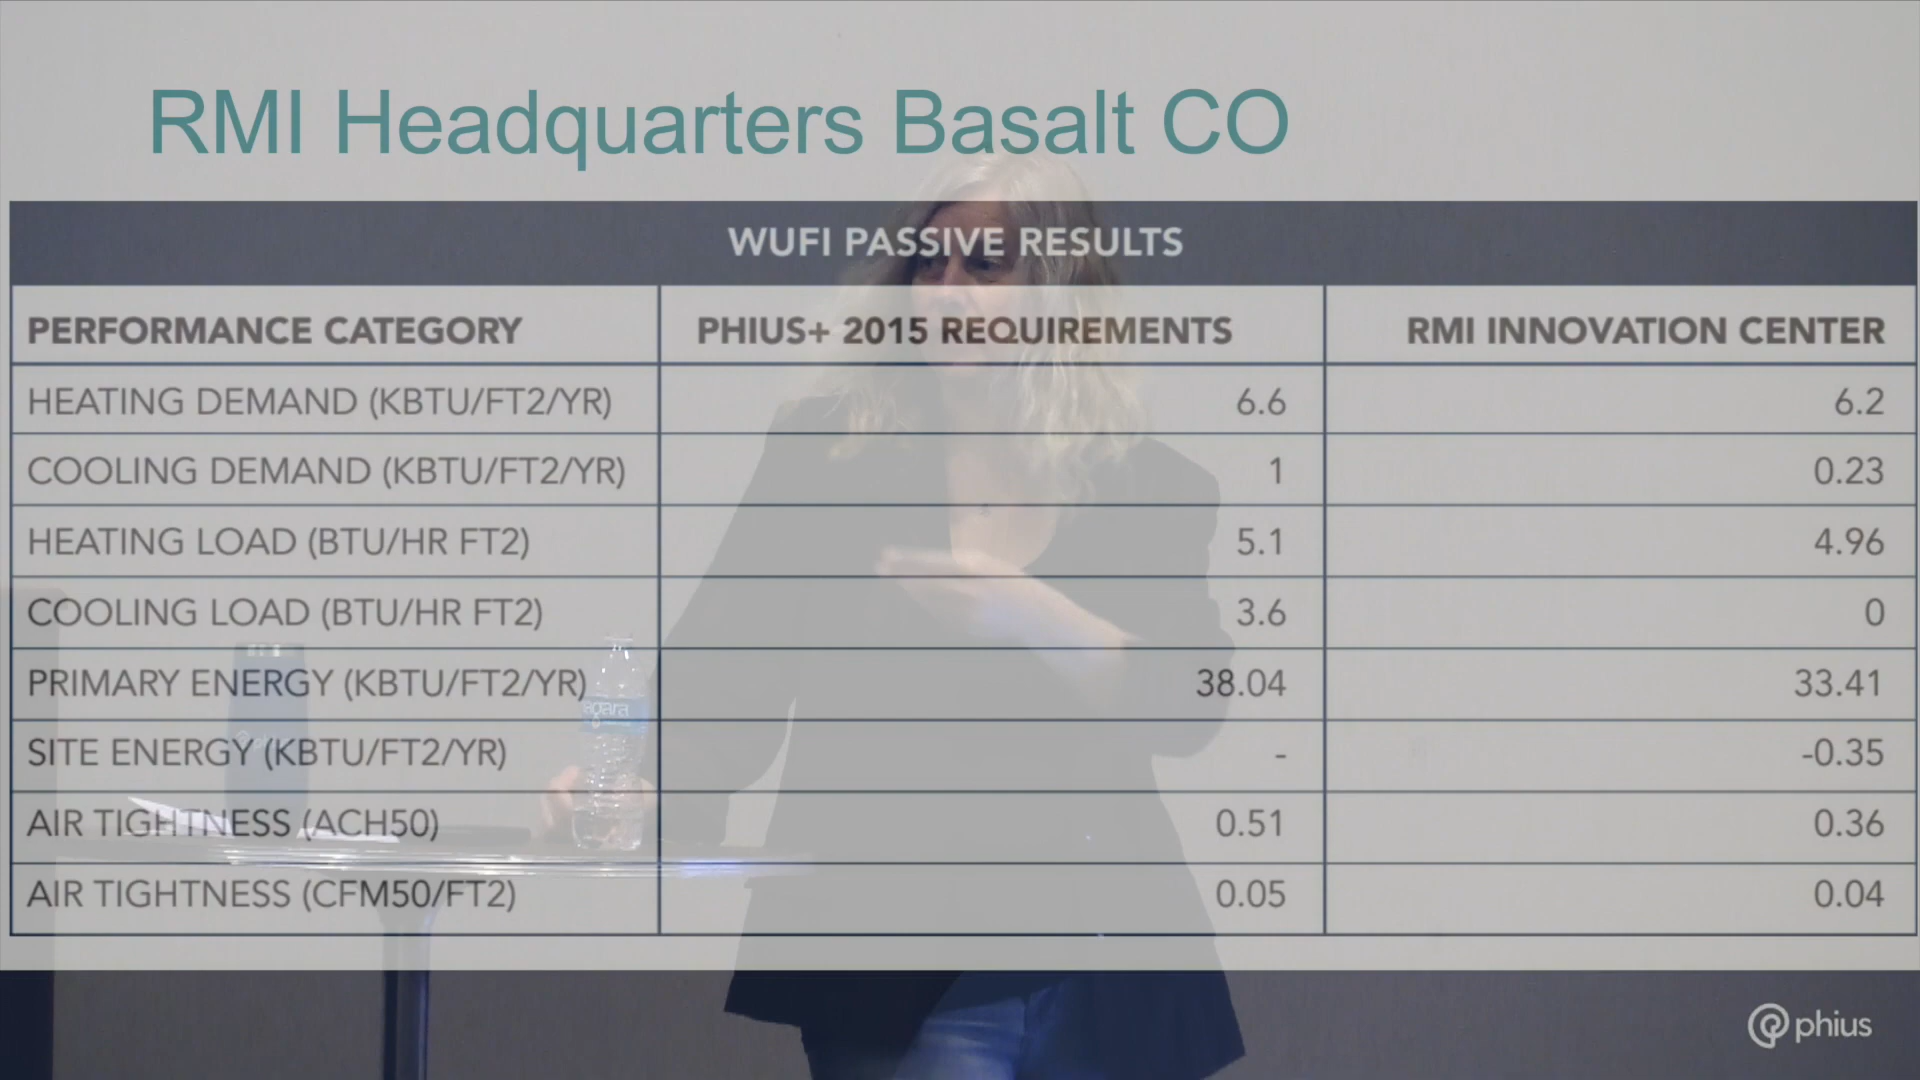 RMI Headquarters Basalt CO
WUFI PASSIVE RESULTS
PERFORMANCE CATEGORY PHIUS+ 2015 REQUIREMENTS RMI INNOVATION CENTER
HEATING DEMAND (KBTU/FT2/YR) 6.6 6.2
COOLING DEMAND (KBTU/FT2/YR) 1 0.23
HEATING LOAD (BTU/HR FT2) 5.1 4.96
COOLING LOAD (BTU/HR FT2) 3.6 0
PRIMARY ENERGY (KBTU/FT2/YR) 38.04 33.41
SITE ENERGY (KBTU/FT2/YR) - -0.35
AIR TIGHTNESS (ACH50) 0.51 0.36
AIR TIGHTNESS (CFM50/FT2) 0.05 0.04
phius